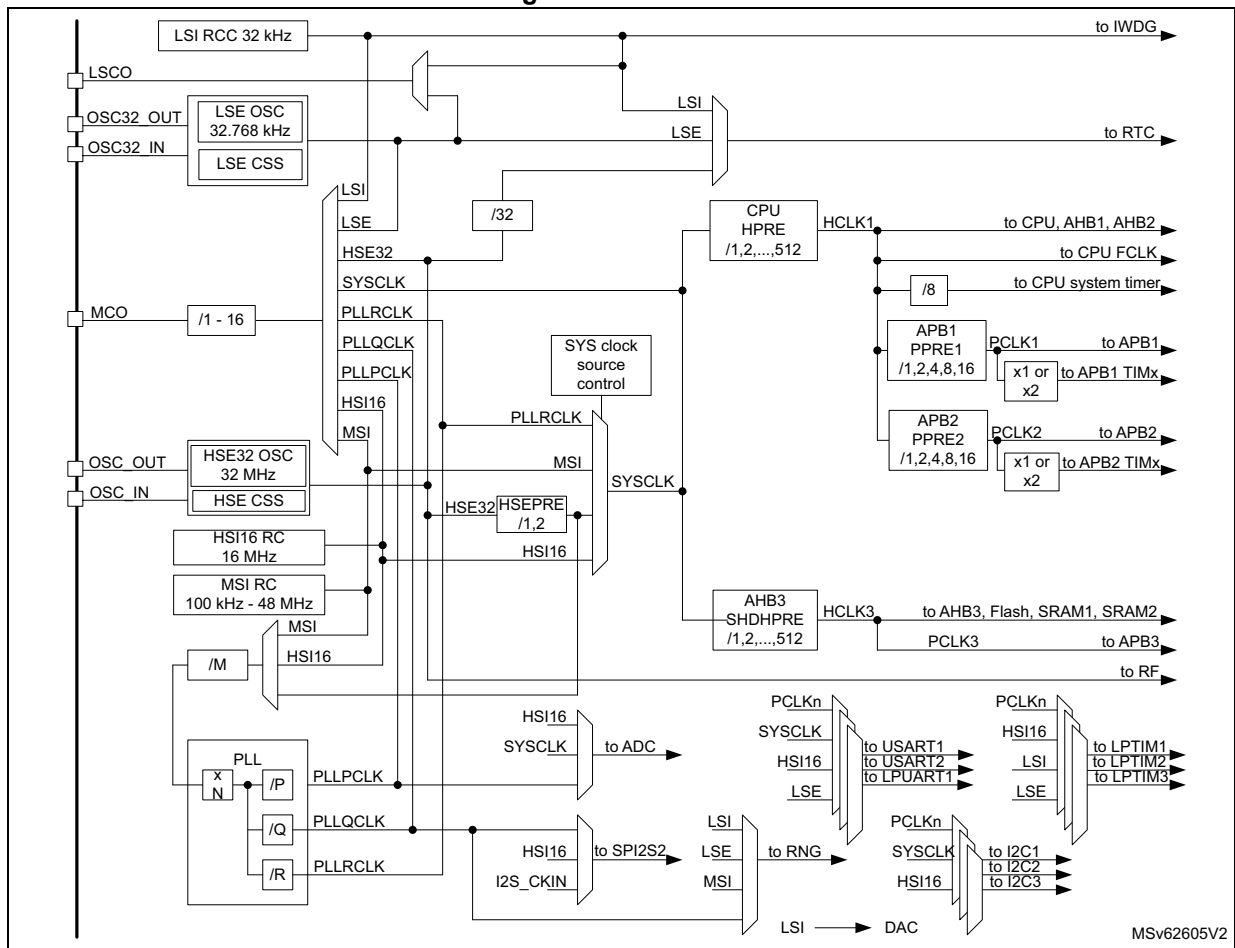 g
LSI RCC 32 kHz
to IWDG
LSCO
OSC32_OUT
LSE OSC
32.768 kHz
LSI
OSC32_IN
LSE
to RTC
LSE CSS
LSI
/32
CPU
HPRE
/1,2,...,512
HCLK1
to CPU, AHB1, AHB2
LSE
HSE32
to CPU FCLK
SYSCLK
/8
to CPU system timer
MCO
/1 - 16
PLLRCLK
PLLQCLK
SYS clock
source
control
APB1
PPRE1
/1,2,4,8,16
PCLK1
to APB1
PLLPCLK
x1 or
x2
to APB1 TIMx
HSI16
PLLRCLK
APB2
PPRE2
/1,2,4,8,16
PCLK2
to APB2
MSI
OSC_OUT
HSE32 OSC
32 MHz
MSI
x1 or
x2
to APB2 TIMx
SYSCLK
OSC_IN
HSE CSS
HSE32
HSEPRE
/1,2
HSI16 RC
16 MHz
HSI16
MSI RC
100 kHz - 48 MHz
AHB3
SHDHPRE
/1,2,...,512
HCLK3
to AHB3, Flash, SRAM1, SRAM2
MSI
PCLK3
to APB3
/M
HSI16
to RF
HSI16
SYSCLK
to ADC
PCLKn
SYSCLK
HSI16
LSE
to USART1
to USART2
to LPUART1
PCLKn
HSI16
LSI
LSE
to LPTIM1
to LPTIM2
to LPTIM3
PLL
x
N
/P
PLLPCLK
/Q
PLLQCLK
/R
PLLRCLK
HSI16
I2S_CKIN
to SPI2S2
LSI
LSE
MSI
to RNG
PCLKn
SYSCLK
HSI16
to I2C1
to I2C2
to I2C3
LSI
DAC
MSv62605V2